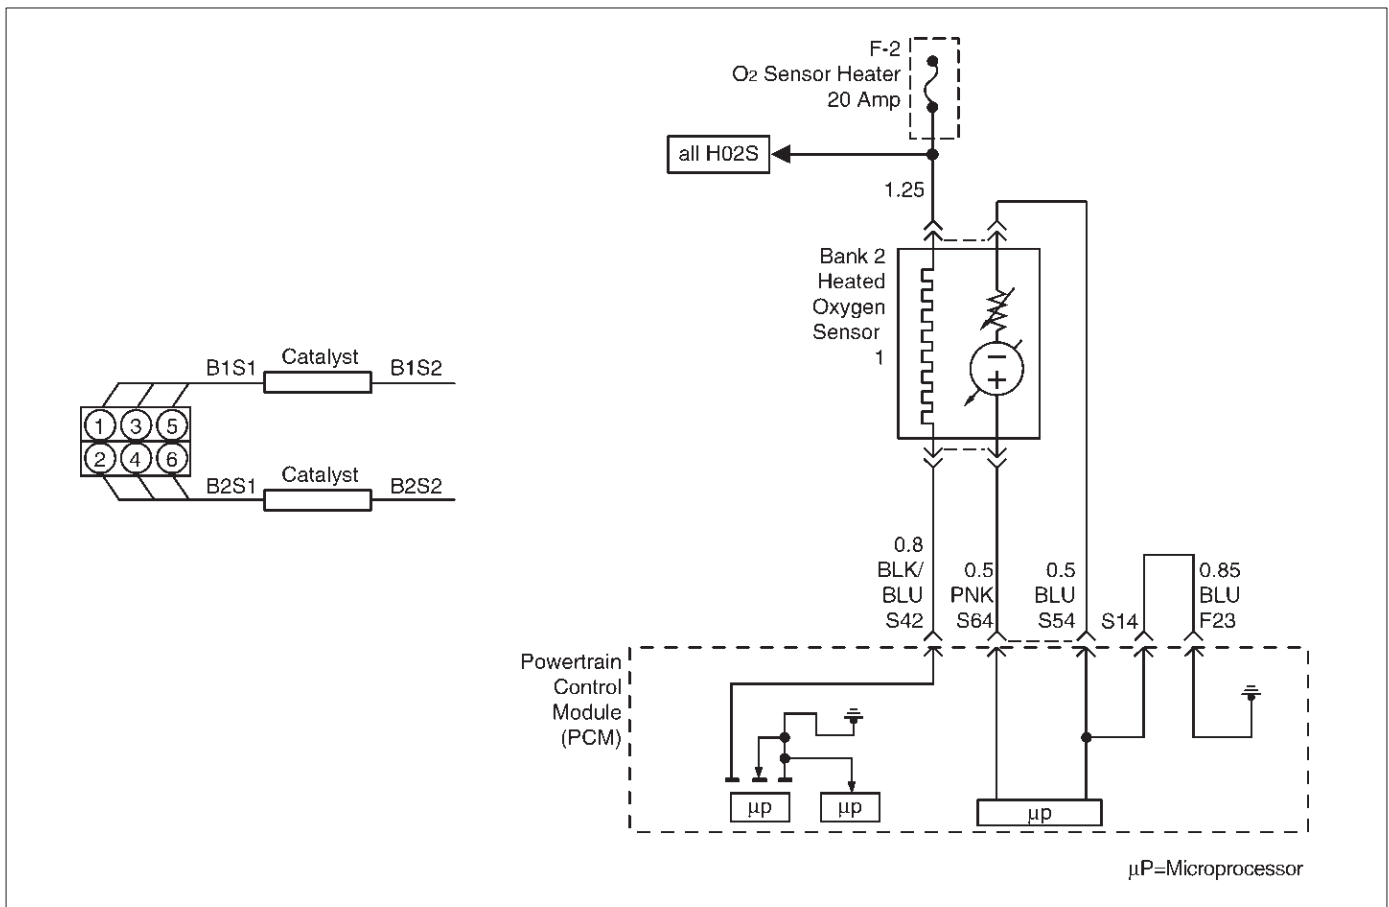 F-2
O2 Sensor Heater
20 Amp
all H02S
1.25
Bank 2
Heated
Oxygen
Sensor
1
B1S1
Catalyst
B1S2
1
3
5
2
4
6
B2S1
Catalyst
B2S2
0.8
BLK/
BLU
S42
0.5
PNK
S64
0.5
BLU
S54
S14
0.85
BLU
F23
Powertrain
Control
Module
(PCM)
μp
μp
μp
μP=Microprocessor